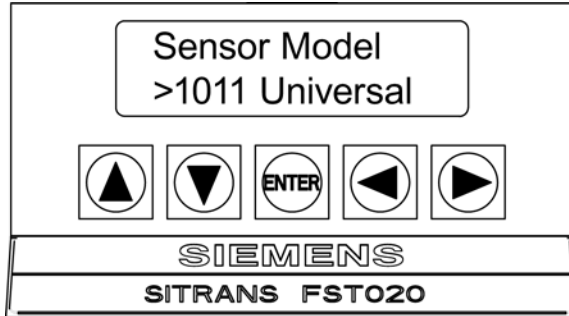 Sensor Model
>1011 Universal
ENTER
SIEMENS
SITRANS FST020